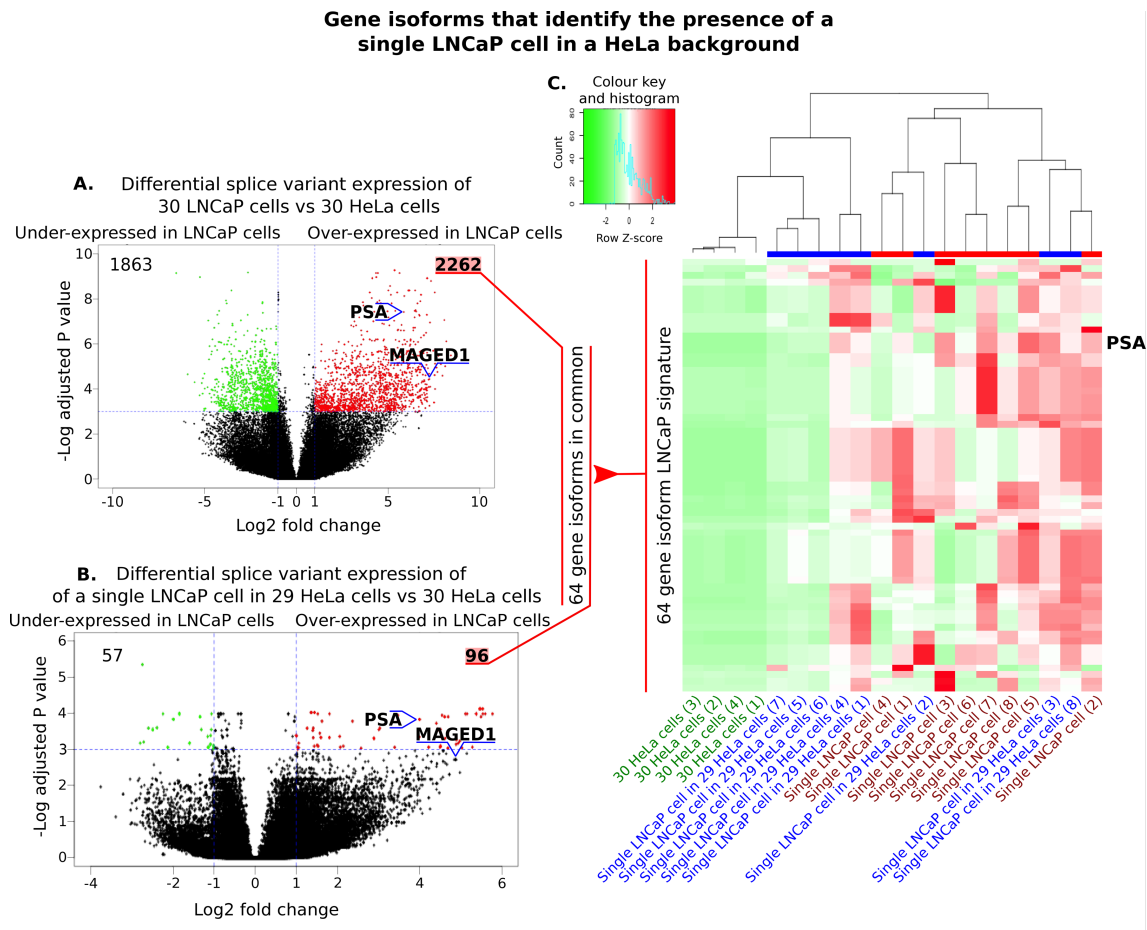 Gene isoforms that identify the presence of a
single LNCaP cell in a HeLa background
A. Differential splice variant expression of
30 LNCaP cells vs 30 HeLa cells
Under-expressed in LNCaP cells Over-expressed in LNCaP cells
1863
2262
PSA
MAGED1
-Log adjusted P value
10
8
6
4
2
0
-10 -5 -1 0 1 5 10
Log2 fold change
B. Differential splice variant expression of
of a single LNCaP cell in 29 HeLa cells vs 30 HeLa cells
Under-expressed in LNCaP cells Over-expressed in LNCaP cells
57
96
PSA
MAGED1
-Log adjusted P value
6
5
4
3
2
1
0
-4 -2 -1 0 1 2 4 6
Log2 fold change
64 gene isoforms in common
C. Colour key
and histogram
Count
80
60
40
20
0
-2 0 2
Row Z-score
64 gene isoform LNCaP signature
PSA
30 HeLa cells (3)
30 HeLa cells (2)
30 HeLa cells (4)
30 HeLa cells (1)
Single LNCaP cell in 29 HeLa cells (7)
Single LNCaP cell in 29 HeLa cells (5)
Single LNCaP cell in 29 HeLa cells (6)
Single LNCaP cell in 29 HeLa cells (4)
Single LNCaP cell in 29 HeLa cells (1)
Single LNCaP cell (4)
Single LNCaP cell (1)
Single LNCaP cell in 29 HeLa cells (2)
Single LNCaP cell (3)
Single LNCaP cell (6)
Single LNCaP cell (7)
Single LNCaP cell (8)
Single LNCaP cell (5)
Single LNCaP cell in 29 HeLa cells (3)
Single LNCaP cell in 29 HeLa cells (8)
Single LNCaP cell (2)